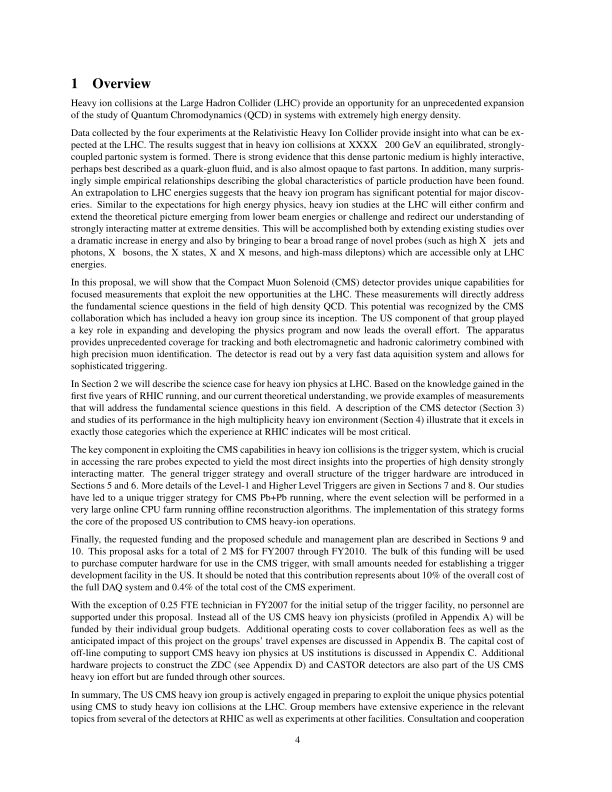 1 Overview
Heavy ion collisions at the Large Hadron Collider (LHC) provide an opportunity for an unprecedented expansion
of the study of Quantum Chromodynamics (QCD) in systems with extremely high energy density.
Data collected by the four experiments at the Relativistic Heavy Ion Collider provide insight into what can be ex-
pected at the LHC. The results suggest that in heavy ion collisions at XXXX 200 GeV an equilibrated, strongly-
coupled partonic system is formed. There is strong evidence that this dense partonic medium is highly interactive,
perhaps best described as a quark-gluon fluid, and is also almost opaque to fast partons. In addition, many surpris-
ingly simple empirical relationships describing the global characteristics of particle production have been found.
An extrapolation to LHC energies suggests that the heavy ion program has significant potential for major discov-
eries. Similar to the expectations for high energy physics, heavy ion studies at the LHC will either confirm and
extend the theoretical picture emerging from lower beam energies or challenge and redirect our understanding of
strongly interacting matter at extreme densities. This will be accomplished both by extending existing studies over
a dramatic increase in energy and also by bringing to bear a broad range of novel probes (such as high X jets and
photons, X bosons, the X states, X and X mesons, and high-mass dileptons) which are accessible only at LHC
energies.
In this proposal, we will show that the Compact Muon Solenoid (CMS) detector provides unique capabilities for
focused measurements that exploit the new opportunities at the LHC. These measurements will directly address
the fundamental science questions in the field of high density QCD. This potential was recognized by the CMS
collaboration which has included a heavy ion group since its inception. The US component of that group played
a key role in expanding and developing the physics program and now leads the overall effort. The apparatus
provides unprecedented coverage for tracking and both electromagnetic and hadronic calorimetry combined with
high precision muon identification. The detector is read out by a very fast data aquisition system and allows for
sophisticated triggering.
In Section 2 we will describe the science case for heavy ion physics at LHC. Based on the knowledge gained in the
first five years of RHIC running, and our current theoretical understanding, we provide examples of measurements
that will address the fundamental science questions in this field. A description of the CMS detector (Section 3)
and studies of its performance in the high multiplicity heavy ion environment (Section 4) illustrate that it excels in
exactly those categories which the experience at RHIC indicates will be most critical.
The key component in exploiting the CMS capabilities in heavy ion collisions is the trigger system, which is crucial
in accessing the rare probes expected to yield the most direct insights into the properties of high density strongly
interacting matter. The general trigger strategy and overall structure of the trigger hardware are introduced in
Sections 5 and 6. More details of the Level-1 and Higher Level Triggers are given in Sections 7 and 8. Our studies
have led to a unique trigger strategy for CMS Pb+Pb running, where the event selection will be performed in a
very large online CPU farm running offline reconstruction algorithms. The implementation of this strategy forms
the core of the proposed US contribution to CMS heavy-ion operations.
Finally, the requested funding and the proposed schedule and management plan are described in Sections 9 and
10. This proposal asks for a total of 2 M$ for FY2007 through FY2010. The bulk of this funding will be used
to purchase computer hardware for use in the CMS trigger, with small amounts needed for establishing a trigger
development facility in the US. It should be noted that this contribution represents about 10% of the overall cost of
the full DAQ system and 0.4% of the total cost of the CMS experiment.
With the exception of 0.25 FTE technician in FY2007 for the initial setup of the trigger facility, no personnel are
supported under this proposal. Instead all of the US CMS heavy ion physicists (profiled in Appendix A) will be
funded by their individual group budgets. Additional operating costs to cover collaboration fees as well as the
anticipated impact of this project on the groups' travel expenses are discussed in Appendix B. The capital cost of
off-line computing to support CMS heavy ion physics at US institutions is discussed in Appendix C. Additional
hardware projects to construct the ZDC (see Appendix D) and CASTOR detectors are also part of the US CMS
heavy ion effort but are funded through other sources.
In summary, The US CMS heavy ion group is actively engaged in preparing to exploit the unique physics potential
using CMS to study heavy ion collisions at the LHC. Group members have extensive experience in the relevant
topics from several of the detectors at RHIC as well as experiments at other facilities. Consultation and cooperation
4